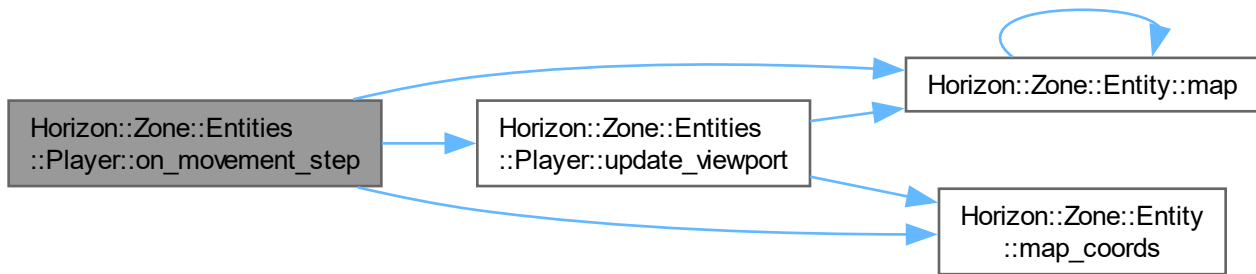 Horizon::Zone::Entities
::Player::on_movement_step
Horizon::Zone::Entities
::Player::update_viewport
Horizon::Zone::Entity::map
Horizon::Zone::Entity
::map_coords